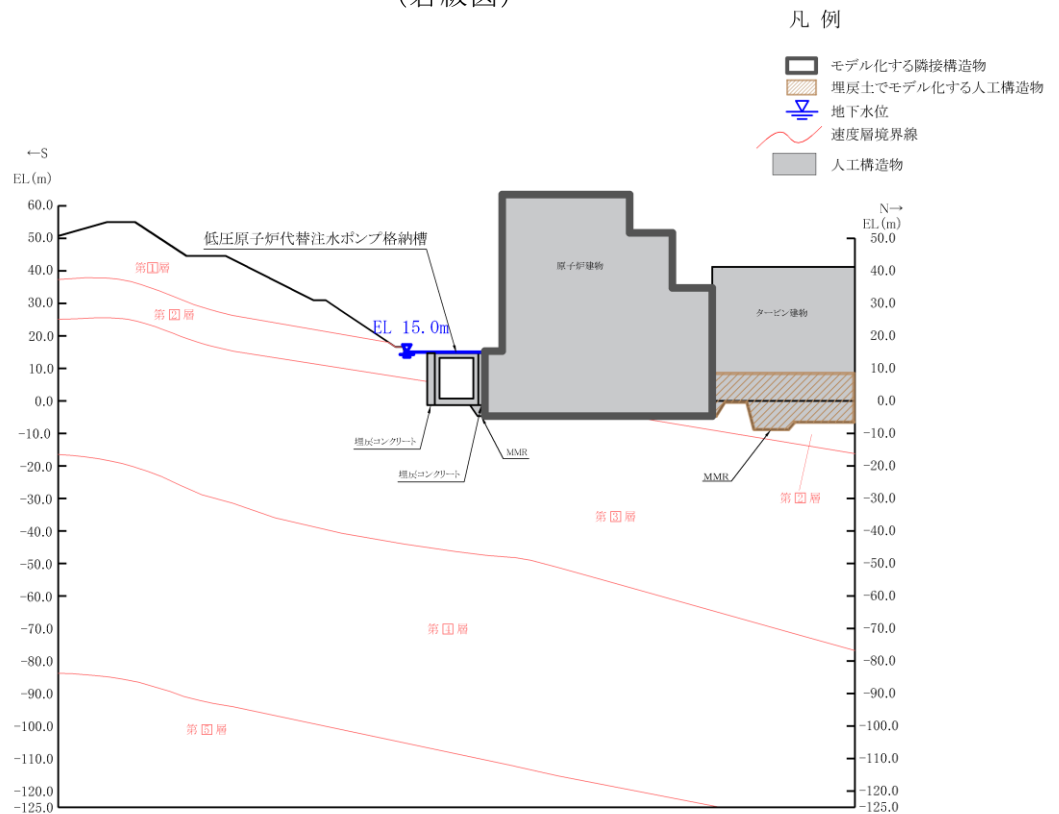 (岩級図)
凡 例
モデル化する隣接構造物
埋戻土でモデル化する人工構造物
地下水位
速度層境界線
人工構造物
←S
EL(m)
60.0
50.0
40.0
30.0
20.0
10.0
0.0
-10.0
-20.0
-30.0
-40.0
-50.0
-60.0
-70.0
-80.0
-90.0
-100.0
-110.0
-120.0
-125.0
低圧原子炉代替注水ポンプ格納槽
第1層
第2層
EL 15.0m
原子炉建物
タービン建物
埋戻コンクリート
埋戻コンクリート
MMR
MMR
第2層
第3層
第4層
第5層
N→
EL(m)
50.0
40.0
30.0
20.0
10.0
0.0
-10.0
-20.0
-30.0
-40.0
-50.0
-60.0
-70.0
-80.0
-90.0
-100.0
-110.0
-120.0
-125.0